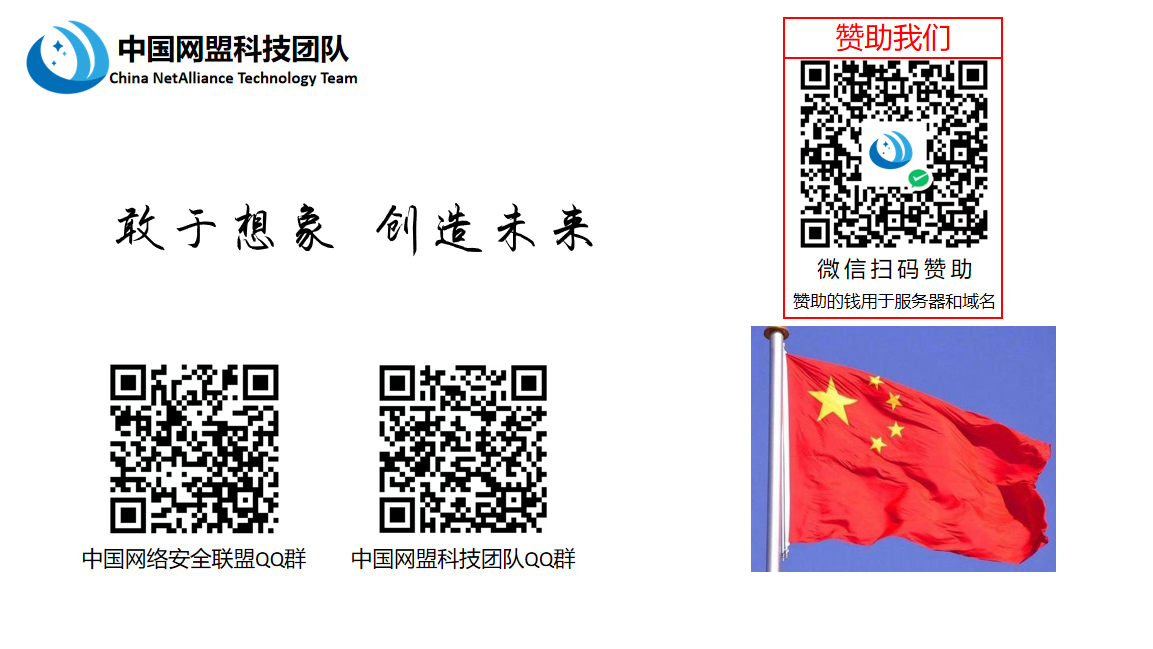 中国网盟科技团队
China NetAlliance Technology Team
敢于想象 创造未来
中国网络安全联盟QQ群
中国网盟科技团队QQ群
赞助我们
微信扫码赞助
赞助的钱用于服务器和域名